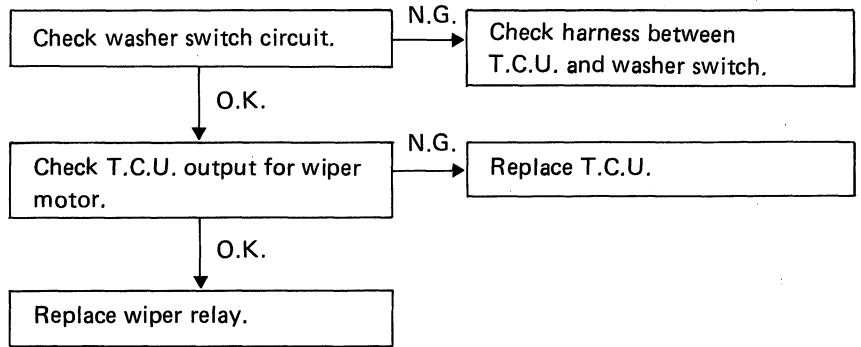 Check washer switch circuit.
N.G.
Check harness between
T.C.U. and washer switch.
O.K.
Check T.C.U. output for wiper
motor.
N.G.
Replace T.C.U.
O.K.
Replace wiper relay.